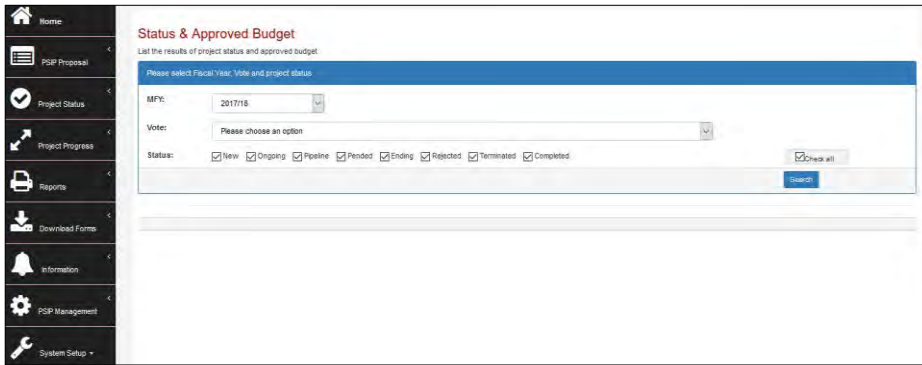 Home
PSIP Proposal
Project Status
Project Progress
Reports
Download Forms
Information
PSIP Management
System Setup
Status & Approved Budget
List the results of project status and approved budget
Please select Fiscal Year, Vote and project status
MFY: 2017/18
Vote: Please choose an option
Status: New Ongoing Pipeline Pended Ending Rejected Terminated Completed Check all
Search